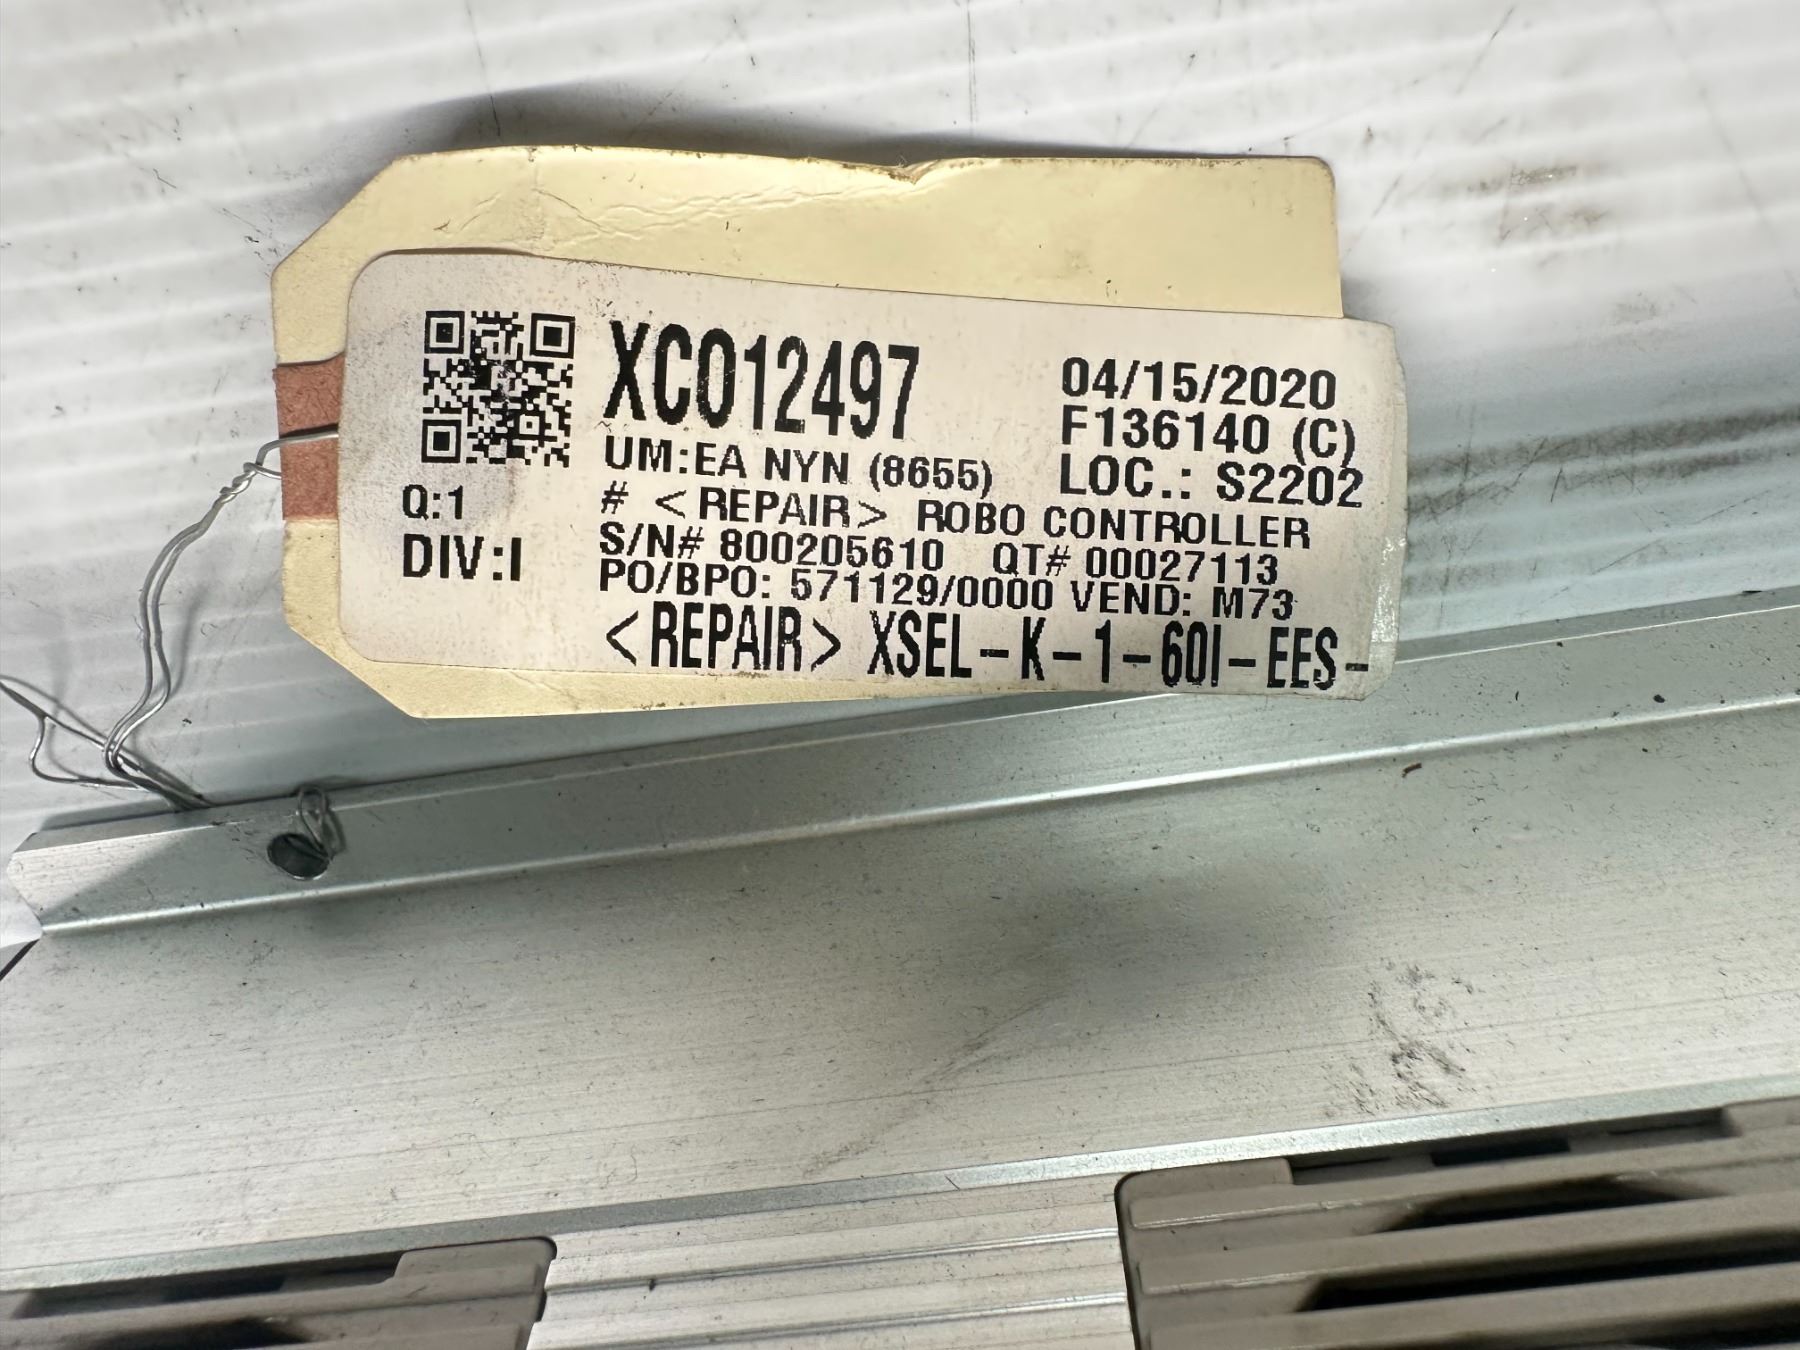 XC012497
04/15/2020
F136140 (C)
UM:EA NYN (8655)
LOC.: S2202
Q:1
# <REPAIR> ROBO CONTROLLER
DIV:I
S/N# 800205610 QT# 00027113
PO/BPO: 571129/0000 VEND: M73
<REPAIR> XSEL-K-1-60I-EES-